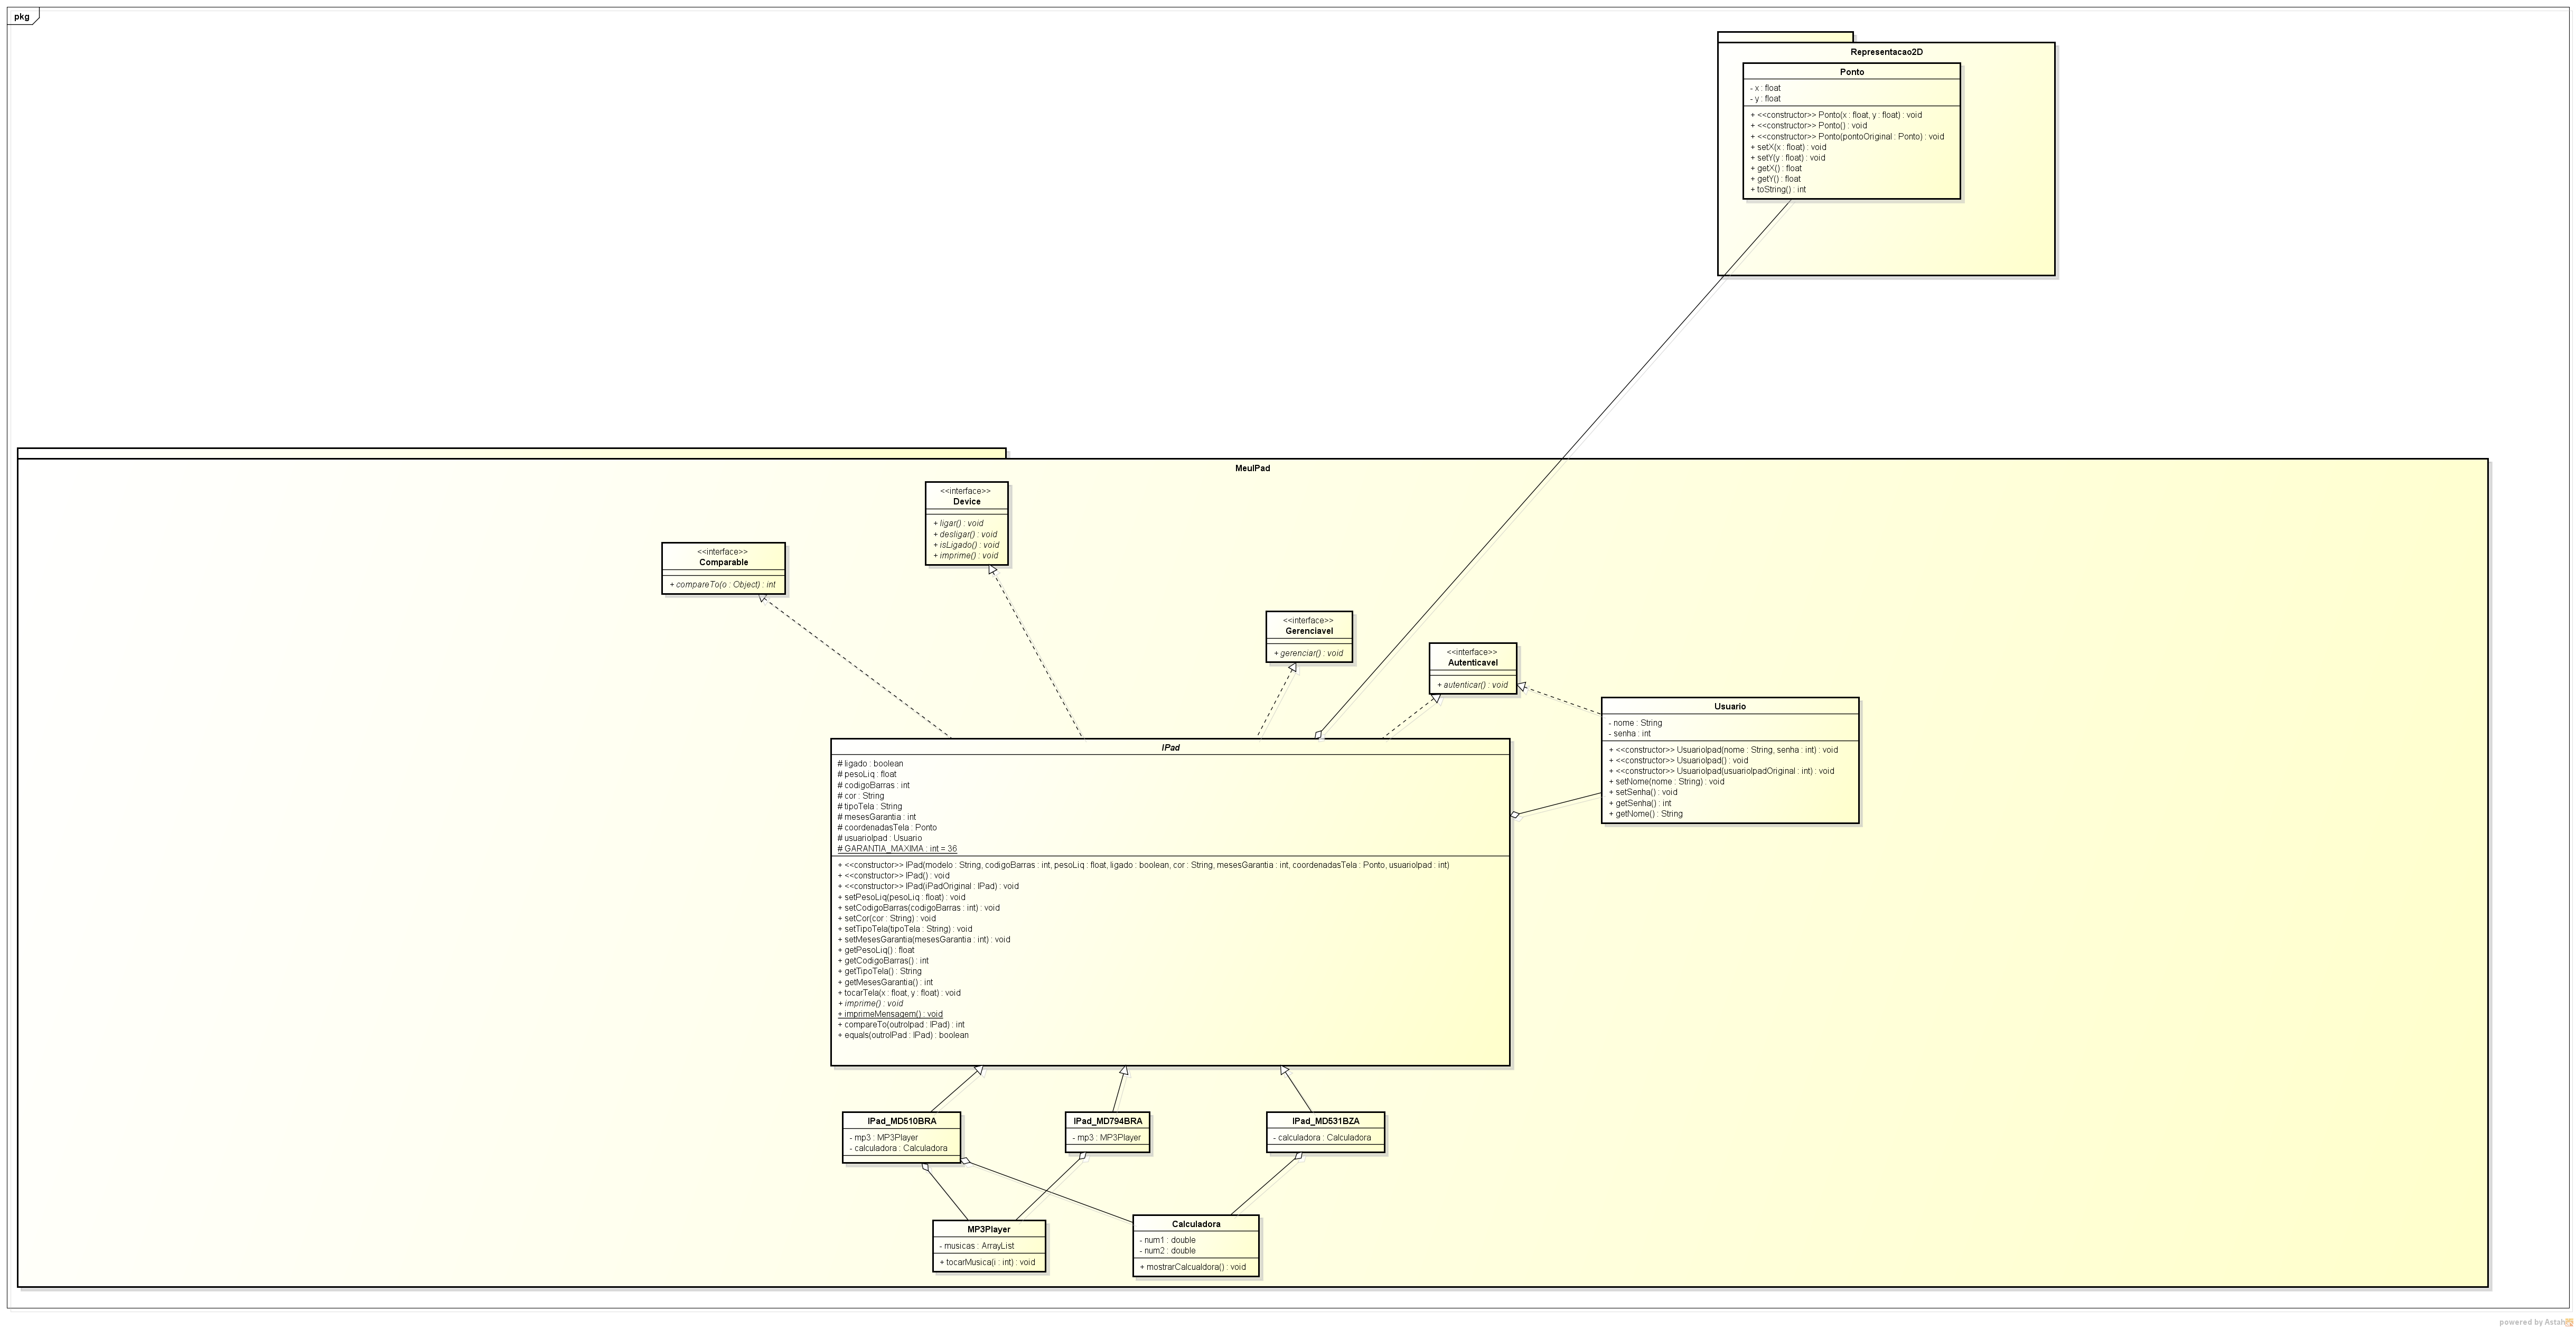 pkg
Representacao2D
Ponto
- x : float
- y : float
+ <<constructor>> Ponto(x : float, y : float) : void
+ <<constructor>> Ponto() : void
+ <<constructor>> Ponto(pontoOriginal : Ponto) : void
+ setX(x : float) : void
+ setY(y : float) : void
+ getX() : float
+ getY() : float
+ toString() : int
MeuIPad
<<interface>>
Device
+ ligar() : void
+ desligar() : void
+ isLigado() : void
+ imprime() : void
<<interface>>
Comparable
+ compareTo(o : Object) : int
<<interface>>
Gerenciavel
+ gerenciar() : void
<<interface>>
Autenticavel
+ autenticar() : void
Usuario
- nome : String
- senha : int
+ <<constructor>> UsuarioIpad(nome : String, senha : int) : void
+ <<constructor>> UsuarioIpad() : void
+ <<constructor>> UsuarioIpad(usuarioIpadOriginal : int) : void
+ setNome(nome : String) : void
+ setSenha() : void
+ getSenha() : int
+ getNome() : String
IPad
# ligado : boolean
# pesoLiq : float
# codigoBarras : int
# cor : String
# tipoTela : String
# mesesGarantia : int
# coordenadasTela : Ponto
# usuarioIpad : Usuario
# GARANTIA_MAXIMA : int = 36
+ <<constructor>> IPad(modelo : String, codigoBarras : int, pesoLiq : float, ligado : boolean, cor : String, mesesGarantia : int, coordenadasTela : Ponto, usuarioIpad : int)
+ <<constructor>> IPad() : void
+ <<constructor>> IPad(iPadOriginal : IPad) : void
+ setPesoLiq(pesoLiq : float) : void
+ setCodigoBarras(codigoBarras : int) : void
+ setCor(cor : String) : void
+ setTipoTela(tipoTela : String) : void
+ setMesesGarantia(mesesGarantia : int) : void
+ getPesoLiq() : float
+ getCodigoBarras() : int
+ getTipoTela() : String
+ getMesesGarantia() : int
+ tocarTela(x : float, y : float) : void
+ imprime() : void
+ imprimeMensagem() : void
+ compareTo(outroIpad : IPad) : int
+ equals(outroIPad : IPad) : boolean
IPad_MD510BRA
- mp3 : MP3Player
- calculadora : Calculadora
IPad_MD794BRA
- mp3 : MP3Player
IPad_MD531BZA
- calculadora : Calculadora
MP3Player
- musicas : ArrayList
+ tocarMusica(i : int) : void
Calculadora
- num1 : double
- num2 : double
+ mostrarCalcualdora() : void
powered by Astah